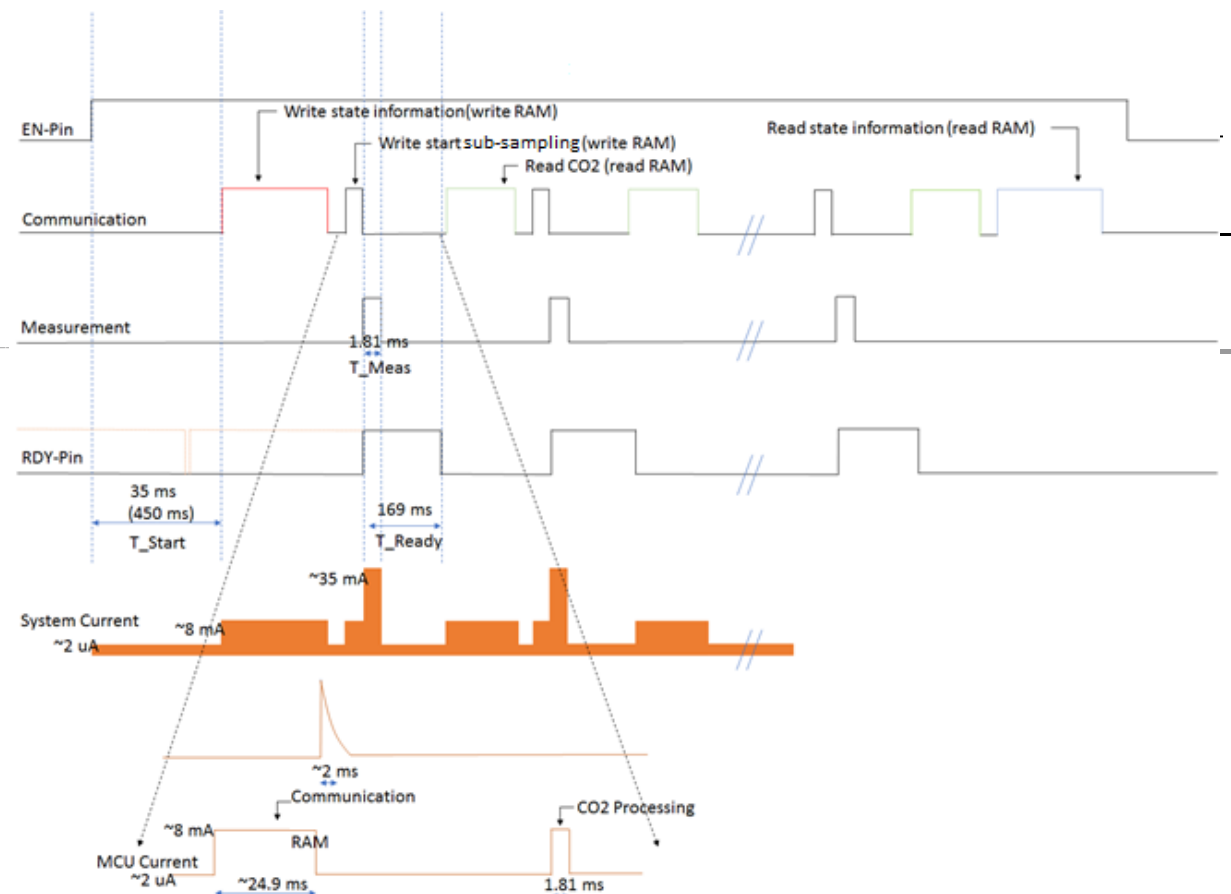 Write state information(write RAM)
EN-Pin
Read state information (read RAM)
Write start sub-sampling(write RAM)
Read CO2 (read RAM)
Communication
Measurement
1.81 ms
T_Meas
RDY-Pin
35 ms
(450 ms)
T_Start
169 ms
T_Ready
~35 mA
System Current
~8 mA
~2 uA
~2 ms
Communication
CO2 Processing
~8 mA
RAM
MCU Current
~2 uA
~24.9 ms
1.81 ms